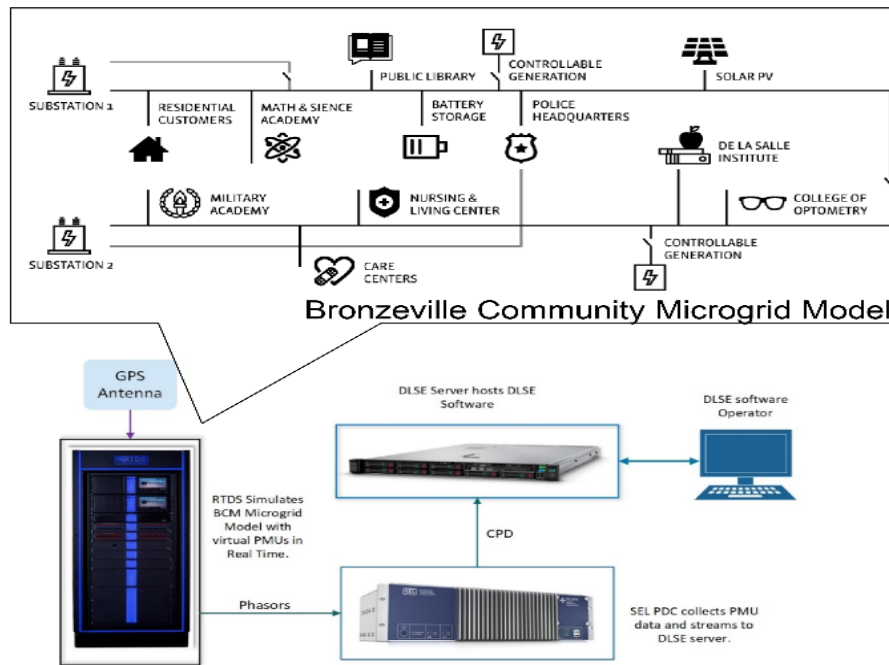 PUBLIC LIBRARY
CONTROLLABLE
GENERATION
SOLAR PV
SUBSTATION 1
RESIDENTIAL
CUSTOMERS
MATH & SIENCE
ACADEMY
BATTERY
STORAGE
POLICE
HEADQUARTERS
DE LA SALLE
INSTITUTE
MILITARY
ACADEMY
NURSING &
LIVING CENTER
COLLEGE OF
OPTOMETRY
SUBSTATION 2
CARE
CENTERS
CONTROLLABLE
GENERATION
Bronzeville Community Microgrid Model
GPS
Antenna
DLSE Server hosts DLSE
Software
DLSE software
Operator
RTDS
RTDS Simulates
BCM Microgrid
Model with
virtual PMUs in
Real Time.
CPD
Phasors
SEL
SEL PDC collects PMU
data and streams to
DLSE server.